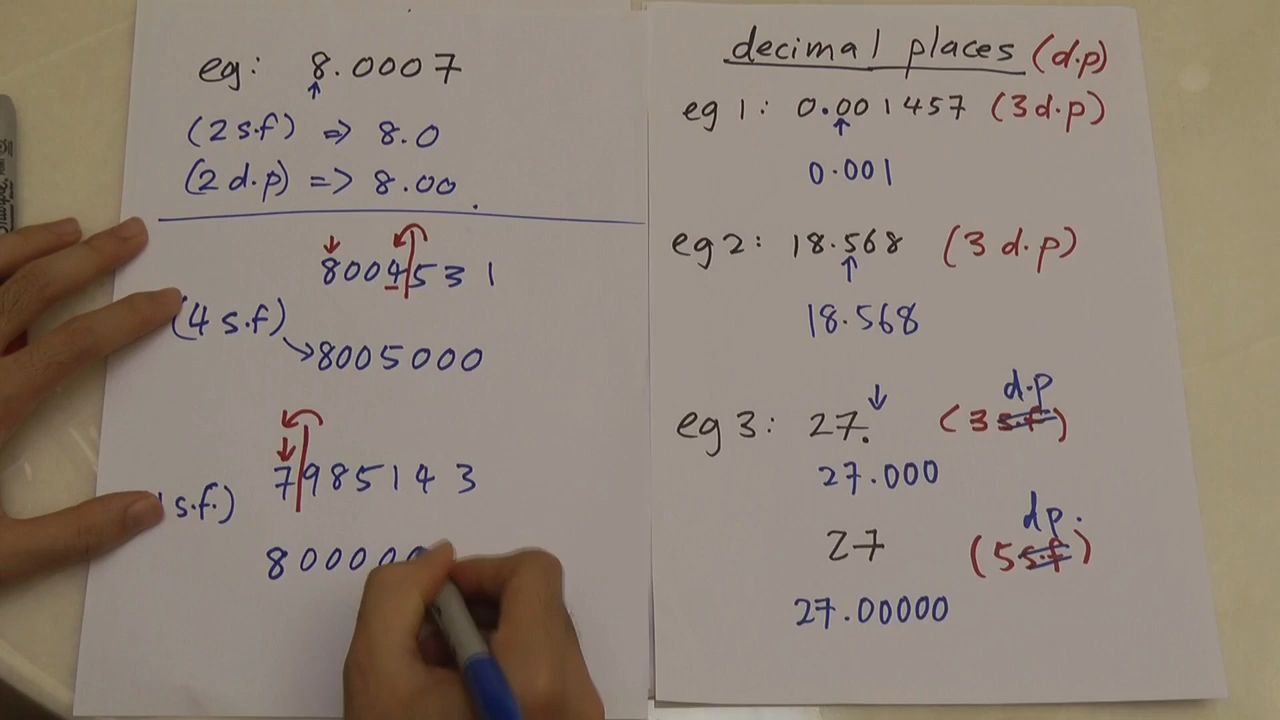 eg: 8.0007
(2 s.f) => 8.0
(2 d.p) => 8.00
8004531
(4 s.f)
8005000
7985143
s.f.)
800000
decimal places (d.p)
eg 1: 0.001457 (3 d.p)
0.001
eg 2: 18.568 (3 d.p)
18.568
d.p
eg 3: 27. (3 s.f)
27.000
d.p.
27 (5 s.f)
27.00000